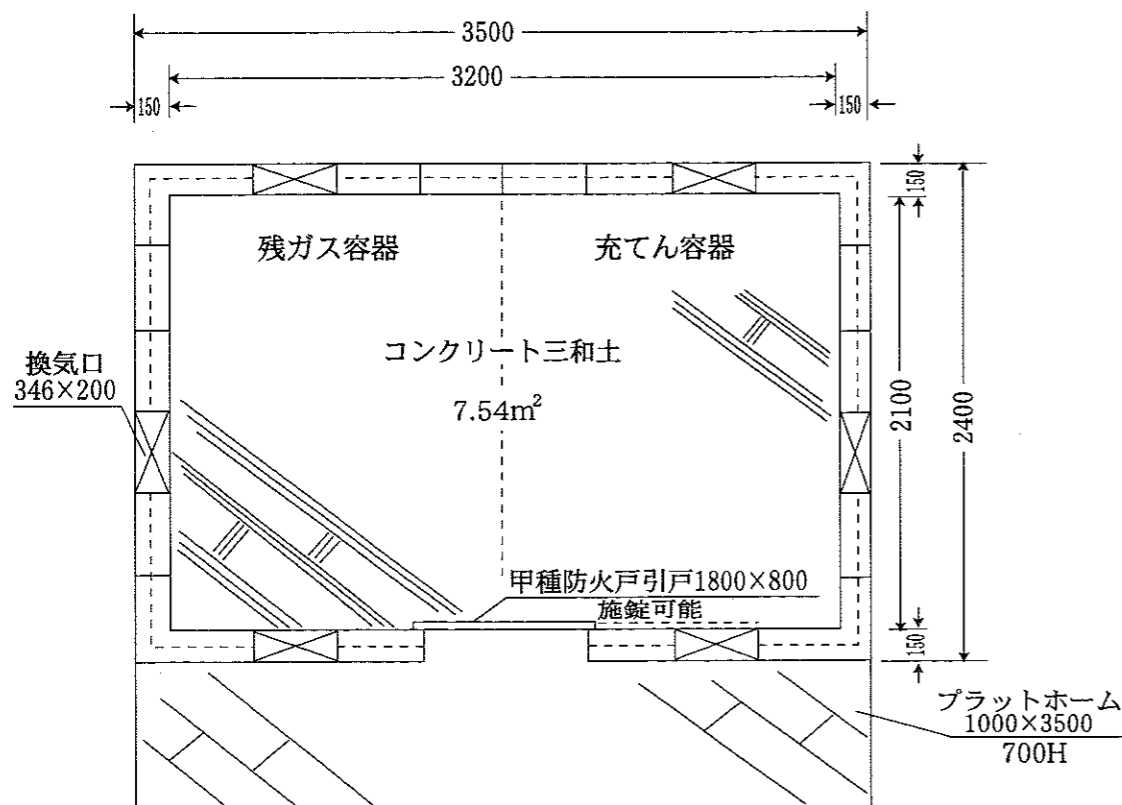 3500
3200
150
150
150
残ガス容器
充てん容器
コンクリート三和土
7.54m²
換気口
346×200
2100
2400
甲種防火戸引戸1800×800
施錠可能
150
プラットホーム
1000×3500
700H